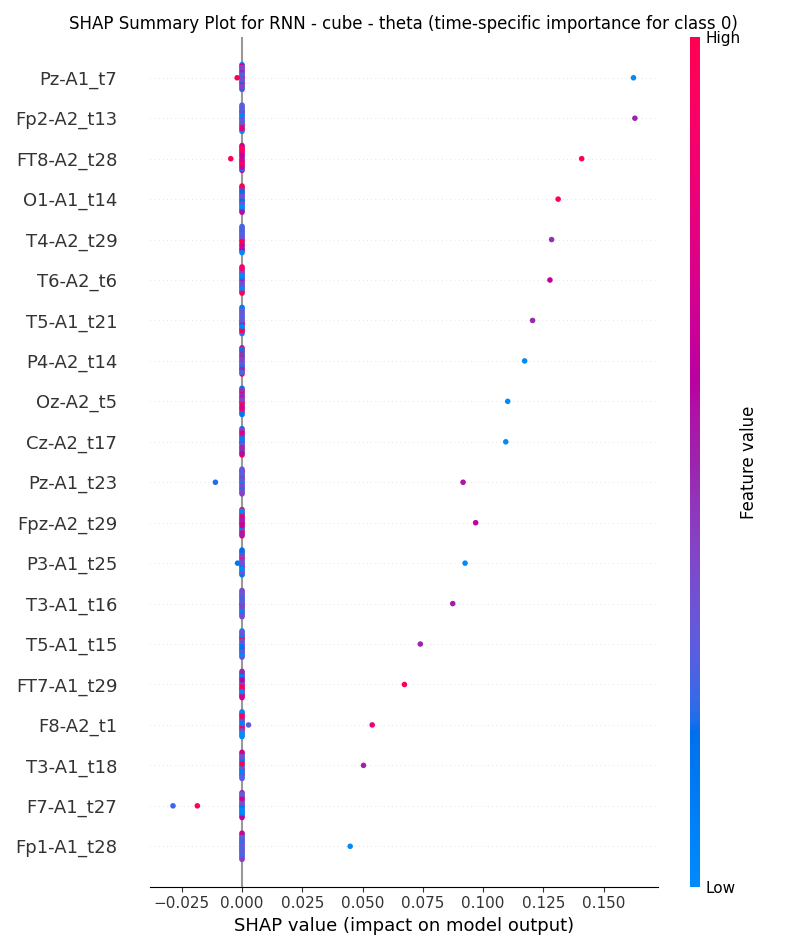 SHAP Summary Plot for RNN - cube - theta (time-specific importance for class 0)
High
Pz-A1_t7
Fp2-A2_t13
FT8-A2_t28
O1-A1_t14
T4-A2_t29
T6-A2_t6
T5-A1_t21
P4-A2_t14
Oz-A2_t5
Cz-A2_t17
Pz-A1_t23
Fpz-A2_t29
P3-A1_t25
T3-A1_t16
T5-A1_t15
FT7-A1_t29
F8-A2_t1
T3-A1_t18
F7-A1_t27
Fp1-A1_t28
Feature value
Low
−0.025 0.000 0.025 0.050 0.075 0.100 0.125 0.150
SHAP value (impact on model output)